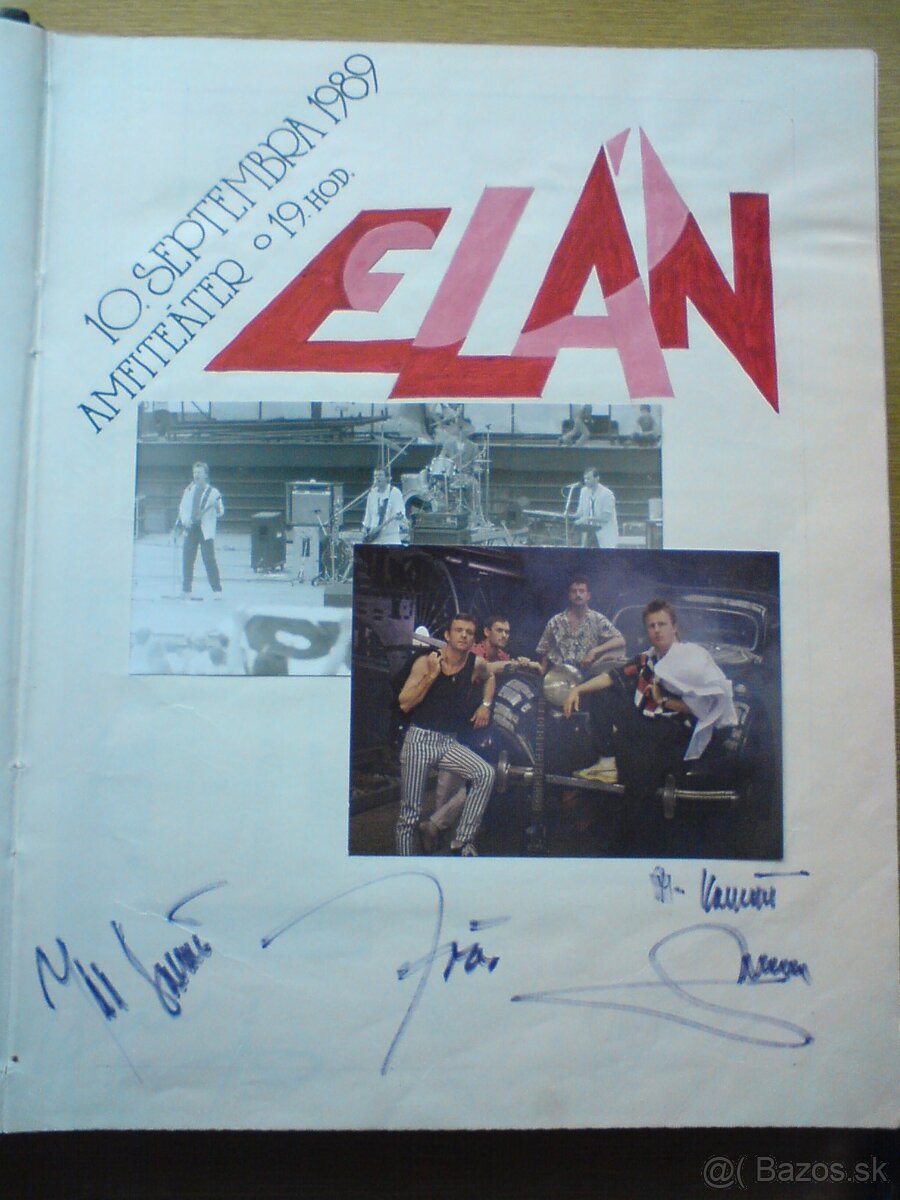 10. SEPTEMBRA 1989
AMFITEÁTER o 19. HOD.
ELÁN
@( Bazos.sk